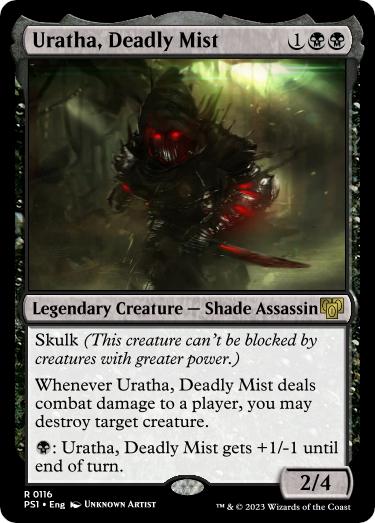 Uratha, Deadly Mist 1
Legendary Creature — Shade Assassin
Skulk (This creature can't be blocked by
creatures with greater power.)
Whenever Uratha, Deadly Mist deals
combat damage to a player, you may
destroy target creature.
: Uratha, Deadly Mist gets +1/-1 until
end of turn.
2/4
R 0116
PS1 • Eng Unknown Artist
™ & © 2023 Wizards of the Coast